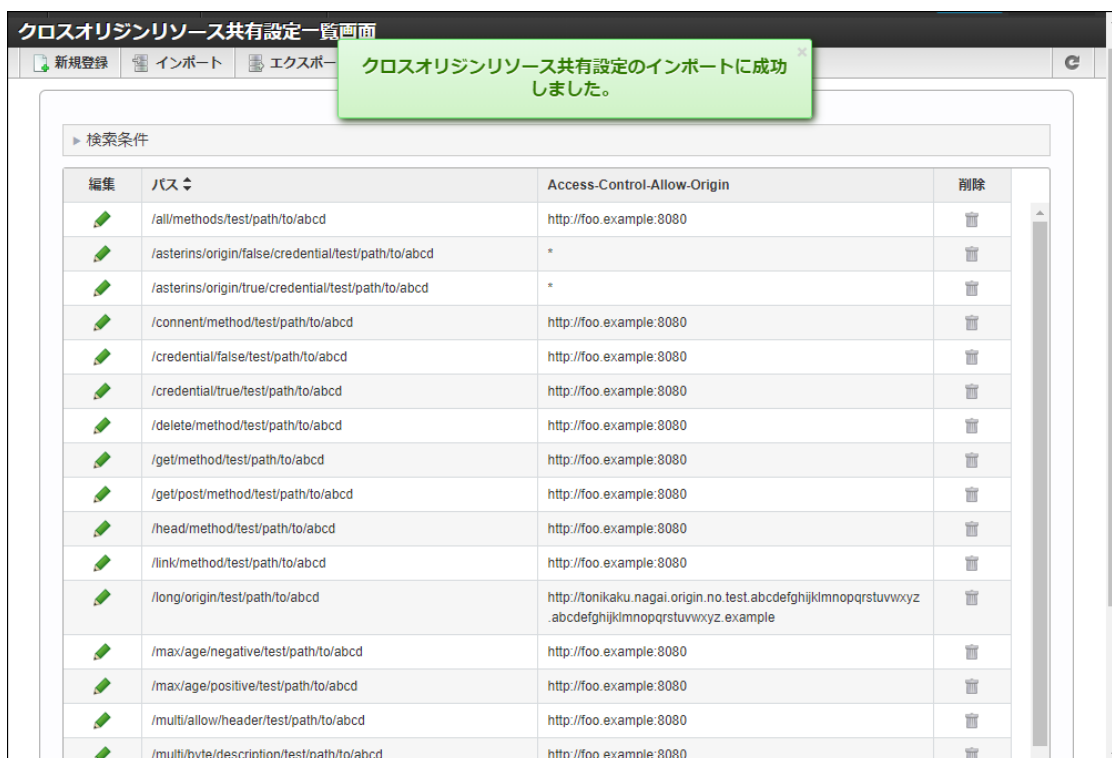 クロスオリジンリソース共有設定一覧画面
新規登録 インポート エクスポー
クロスオリジンリソース共有設定のインポートに成功
しました。
×
検索条件
編集 パス Access-Control-Allow-Origin 削除
/all/methods/test/path/to/abcd http://foo.example:8080
/asterins/origin/false/credential/test/path/to/abcd *
/asterins/origin/true/credential/test/path/to/abcd *
/connent/method/test/path/to/abcd http://foo.example:8080
/credential/false/test/path/to/abcd http://foo.example:8080
/credential/true/test/path/to/abcd http://foo.example:8080
/delete/method/test/path/to/abcd http://foo.example:8080
/get/method/test/path/to/abcd http://foo.example:8080
/get/post/method/test/path/to/abcd http://foo.example:8080
/head/method/test/path/to/abcd http://foo.example:8080
/link/method/test/path/to/abcd http://foo.example:8080
/long/origin/test/path/to/abcd http://tonikaku.nagai.origin.no.test.abcdefghijklmnopqrstuvwxyz
.abcdefghijklmnopqrstuvwxyz.example
/max/age/negative/test/path/to/abcd http://foo.example:8080
/max/age/positive/test/path/to/abcd http://foo.example:8080
/multi/allow/header/test/path/to/abcd http://foo.example:8080
/multi/byte/description/test/path/to/abcd http://foo.example:8080